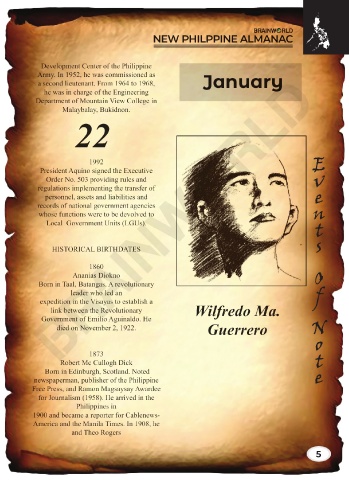 BRAINWORLD
NEW PHILPPINE ALMANAC
January
Development Center of the Philippine
Army. In 1952, he was commissioned as
a second lieutenant. From 1964 to 1968,
he was in charge of the Engineering
Department of Mountain View College in
Malaybalay, Bukidnon.
22
1992
President Aquino signed the Executive
Order No. 503 providing rules and
regulations implementing the transfer of
personnel, assets and liabilities and
records of national government agencies
whose functions were to be devolved to
Local Government Units (LGUs).
HISTORICAL BIRTHDATES
1860
Ananias Diokno
Born in Taal, Batangas. A revolutionary
leader who led an
expedition in the Visayas to establish a
link between the Revolutionary
Government of Emilio Aguinaldo. He
died on November 2, 1922.
1873
Robert Mc Cullogh Dick
Born in Edinburgh, Scotland. Noted
newspaperman, publisher of the Philippine
Free Press, and Ramon Magsaysay Awardee
for Journalism (1958). He arrived in the
Philippines in
1900 and became a reporter for Cablenews-
America and the Manila Times. In 1908, he
and Theo Rogers
Wilfredo Ma.
Guerrero
Events Of Note
5